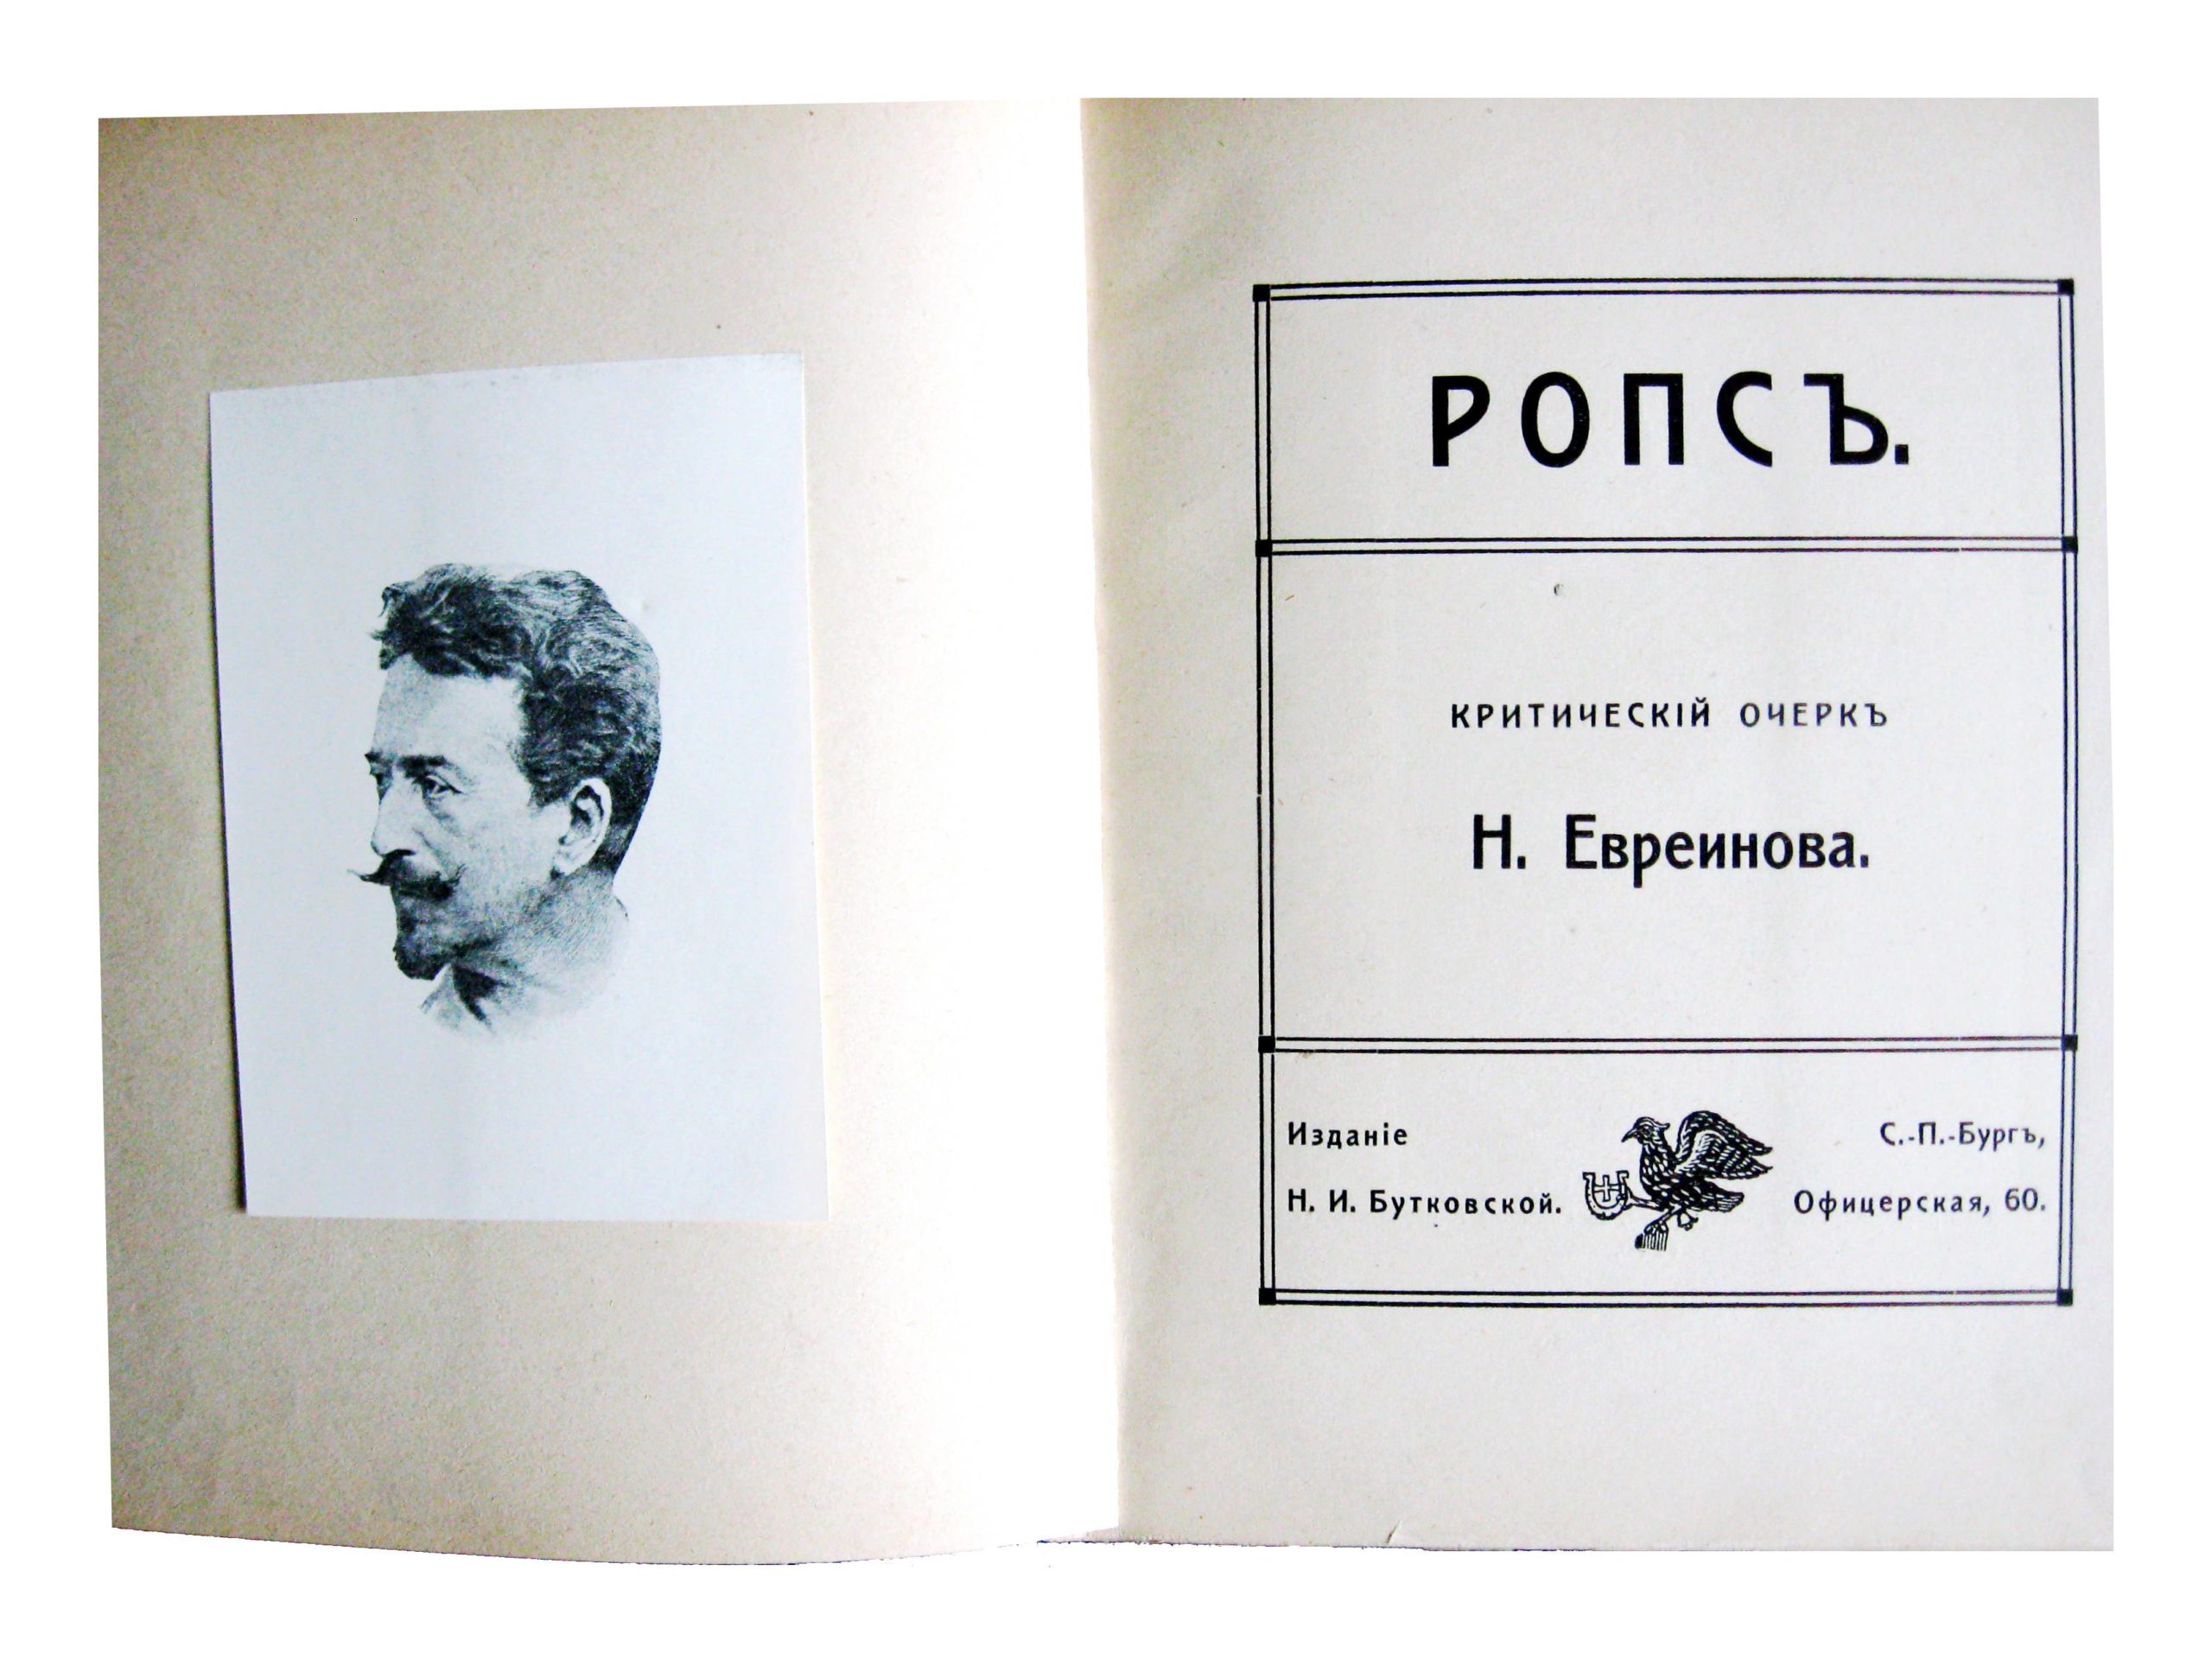 РОПСЪ.
КРИТИЧЕСКІЙ ОЧЕРКЪ
Н. Евреинова.
Изданіе
Н. И. Бутковской.
С.-П.-Бургъ,
Офицерская, 60.